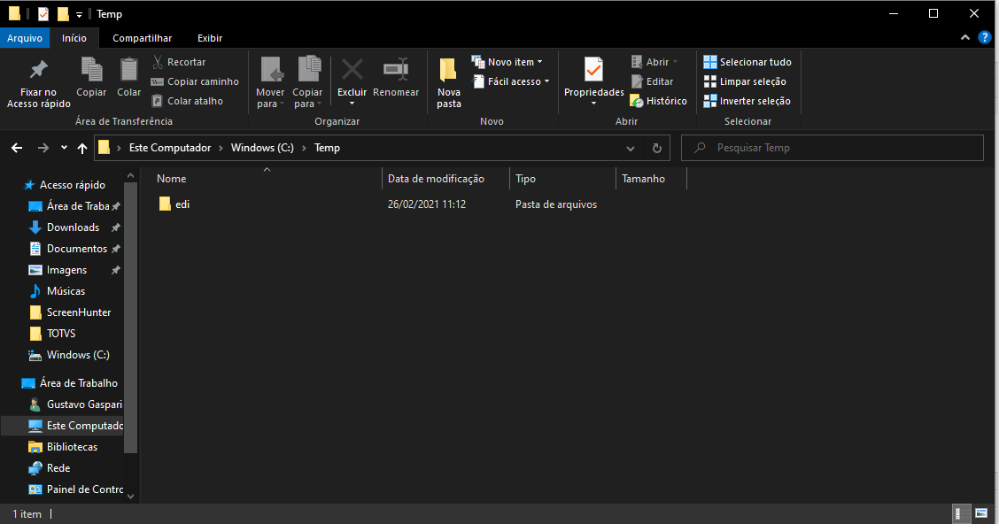 Temp
Arquivo Início Compartilhar Exibir
Fixar no Acesso rápido
Copiar
Colar
Recortar
Copiar caminho
Colar atalho
Área de Transferência
Mover para
Copiar para
Excluir
Renomear
Organizar
Nova pasta
Novo item
Fácil acesso
Novo
Propriedades
Abrir
Editar
Histórico
Abrir
Selecionar tudo
Limpar seleção
Inverter seleção
Selecionar
Este Computador Windows (C:) Temp
Pesquisar Temp
Nome Data de modificação Tipo Tamanho
edi 26/02/2021 11:12 Pasta de arquivos
Acesso rápido
Área de Traba
Downloads
Documentos
Imagens
Músicas
ScreenHunter
TOTVS
Windows (C:)
Área de Trabalho
Gustavo Gaspari
Este Computado
Bibliotecas
Rede
Painel de Contro
1 item